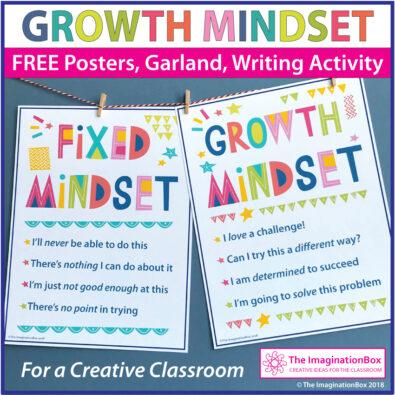 GROWTH MINDSET
FREE Posters, Garland, Writing Activity
FiXED
MiNDSET
I'll never be able to do this
There's nothing I can do about it
I'm just not good enough at this
There's no point in trying
GROWTH
MiNDSET
I love a challenge!
Can I try this a different way?
I am determined to succeed
I'm going to solve this problem
For a Creative Classroom
The ImaginationBox
CREATIVE IDEAS FOR THE CLASSROOM
© The ImaginationBox 2018